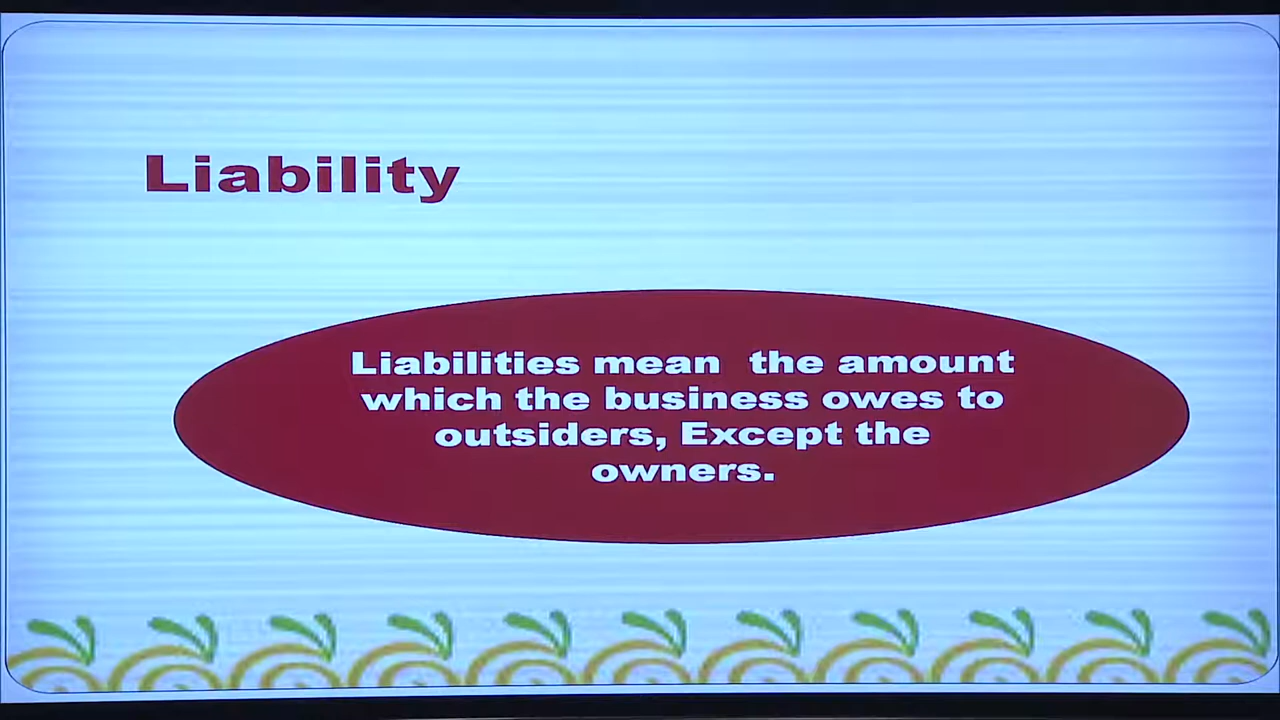 Liability
Liabilities mean the amount
which the business owes to
outsiders, Except the
owners.